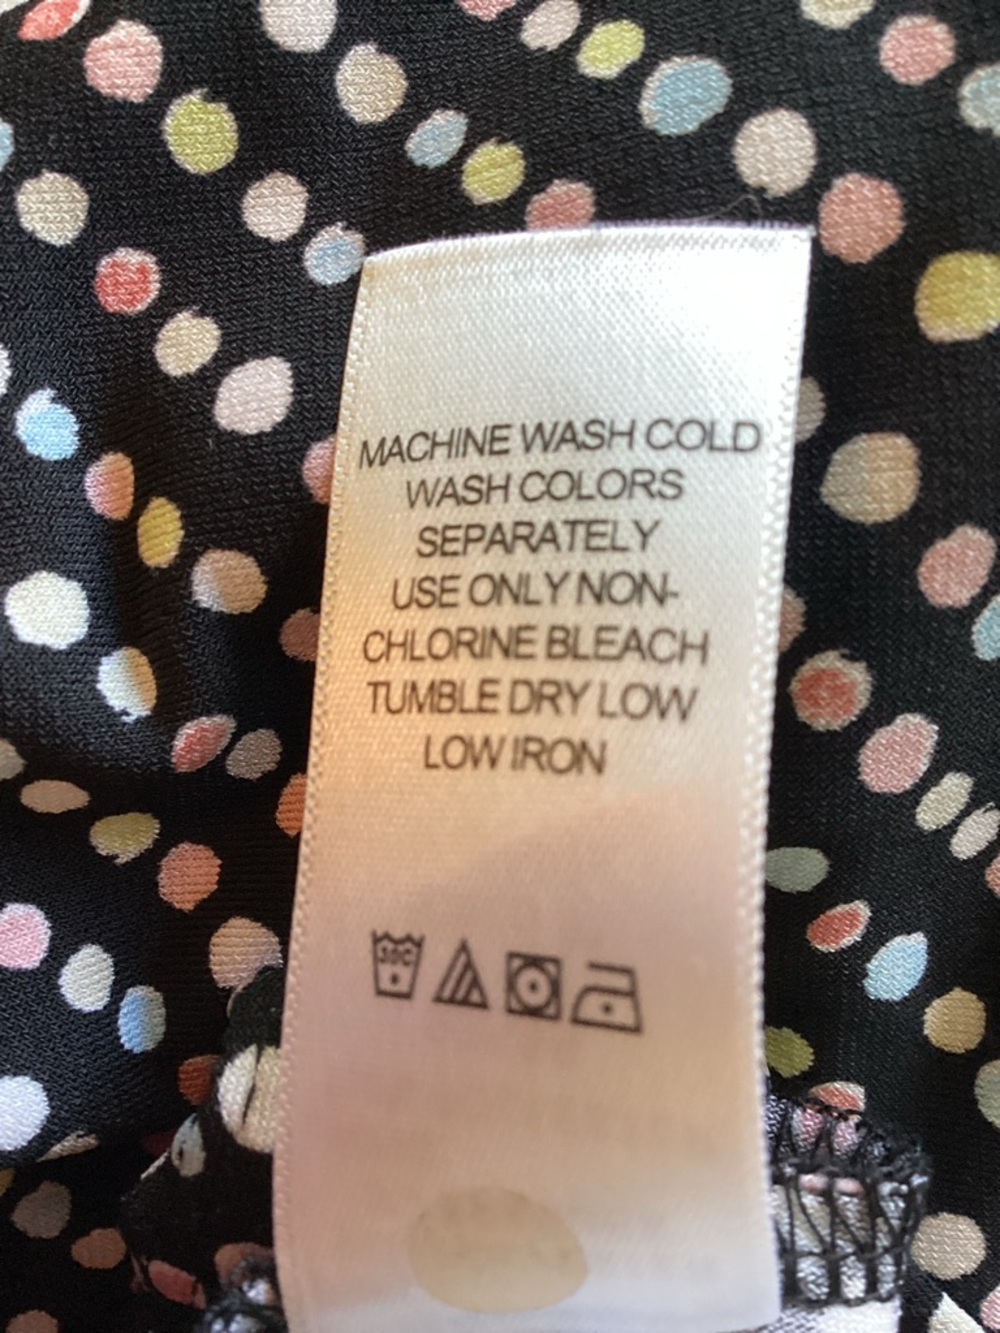 MACHINE WASH COLD
WASH COLORS
SEPARATELY
USE ONLY NON-
CHLORINE BLEACH
TUMBLE DRY LOW
LOW IRON
30C